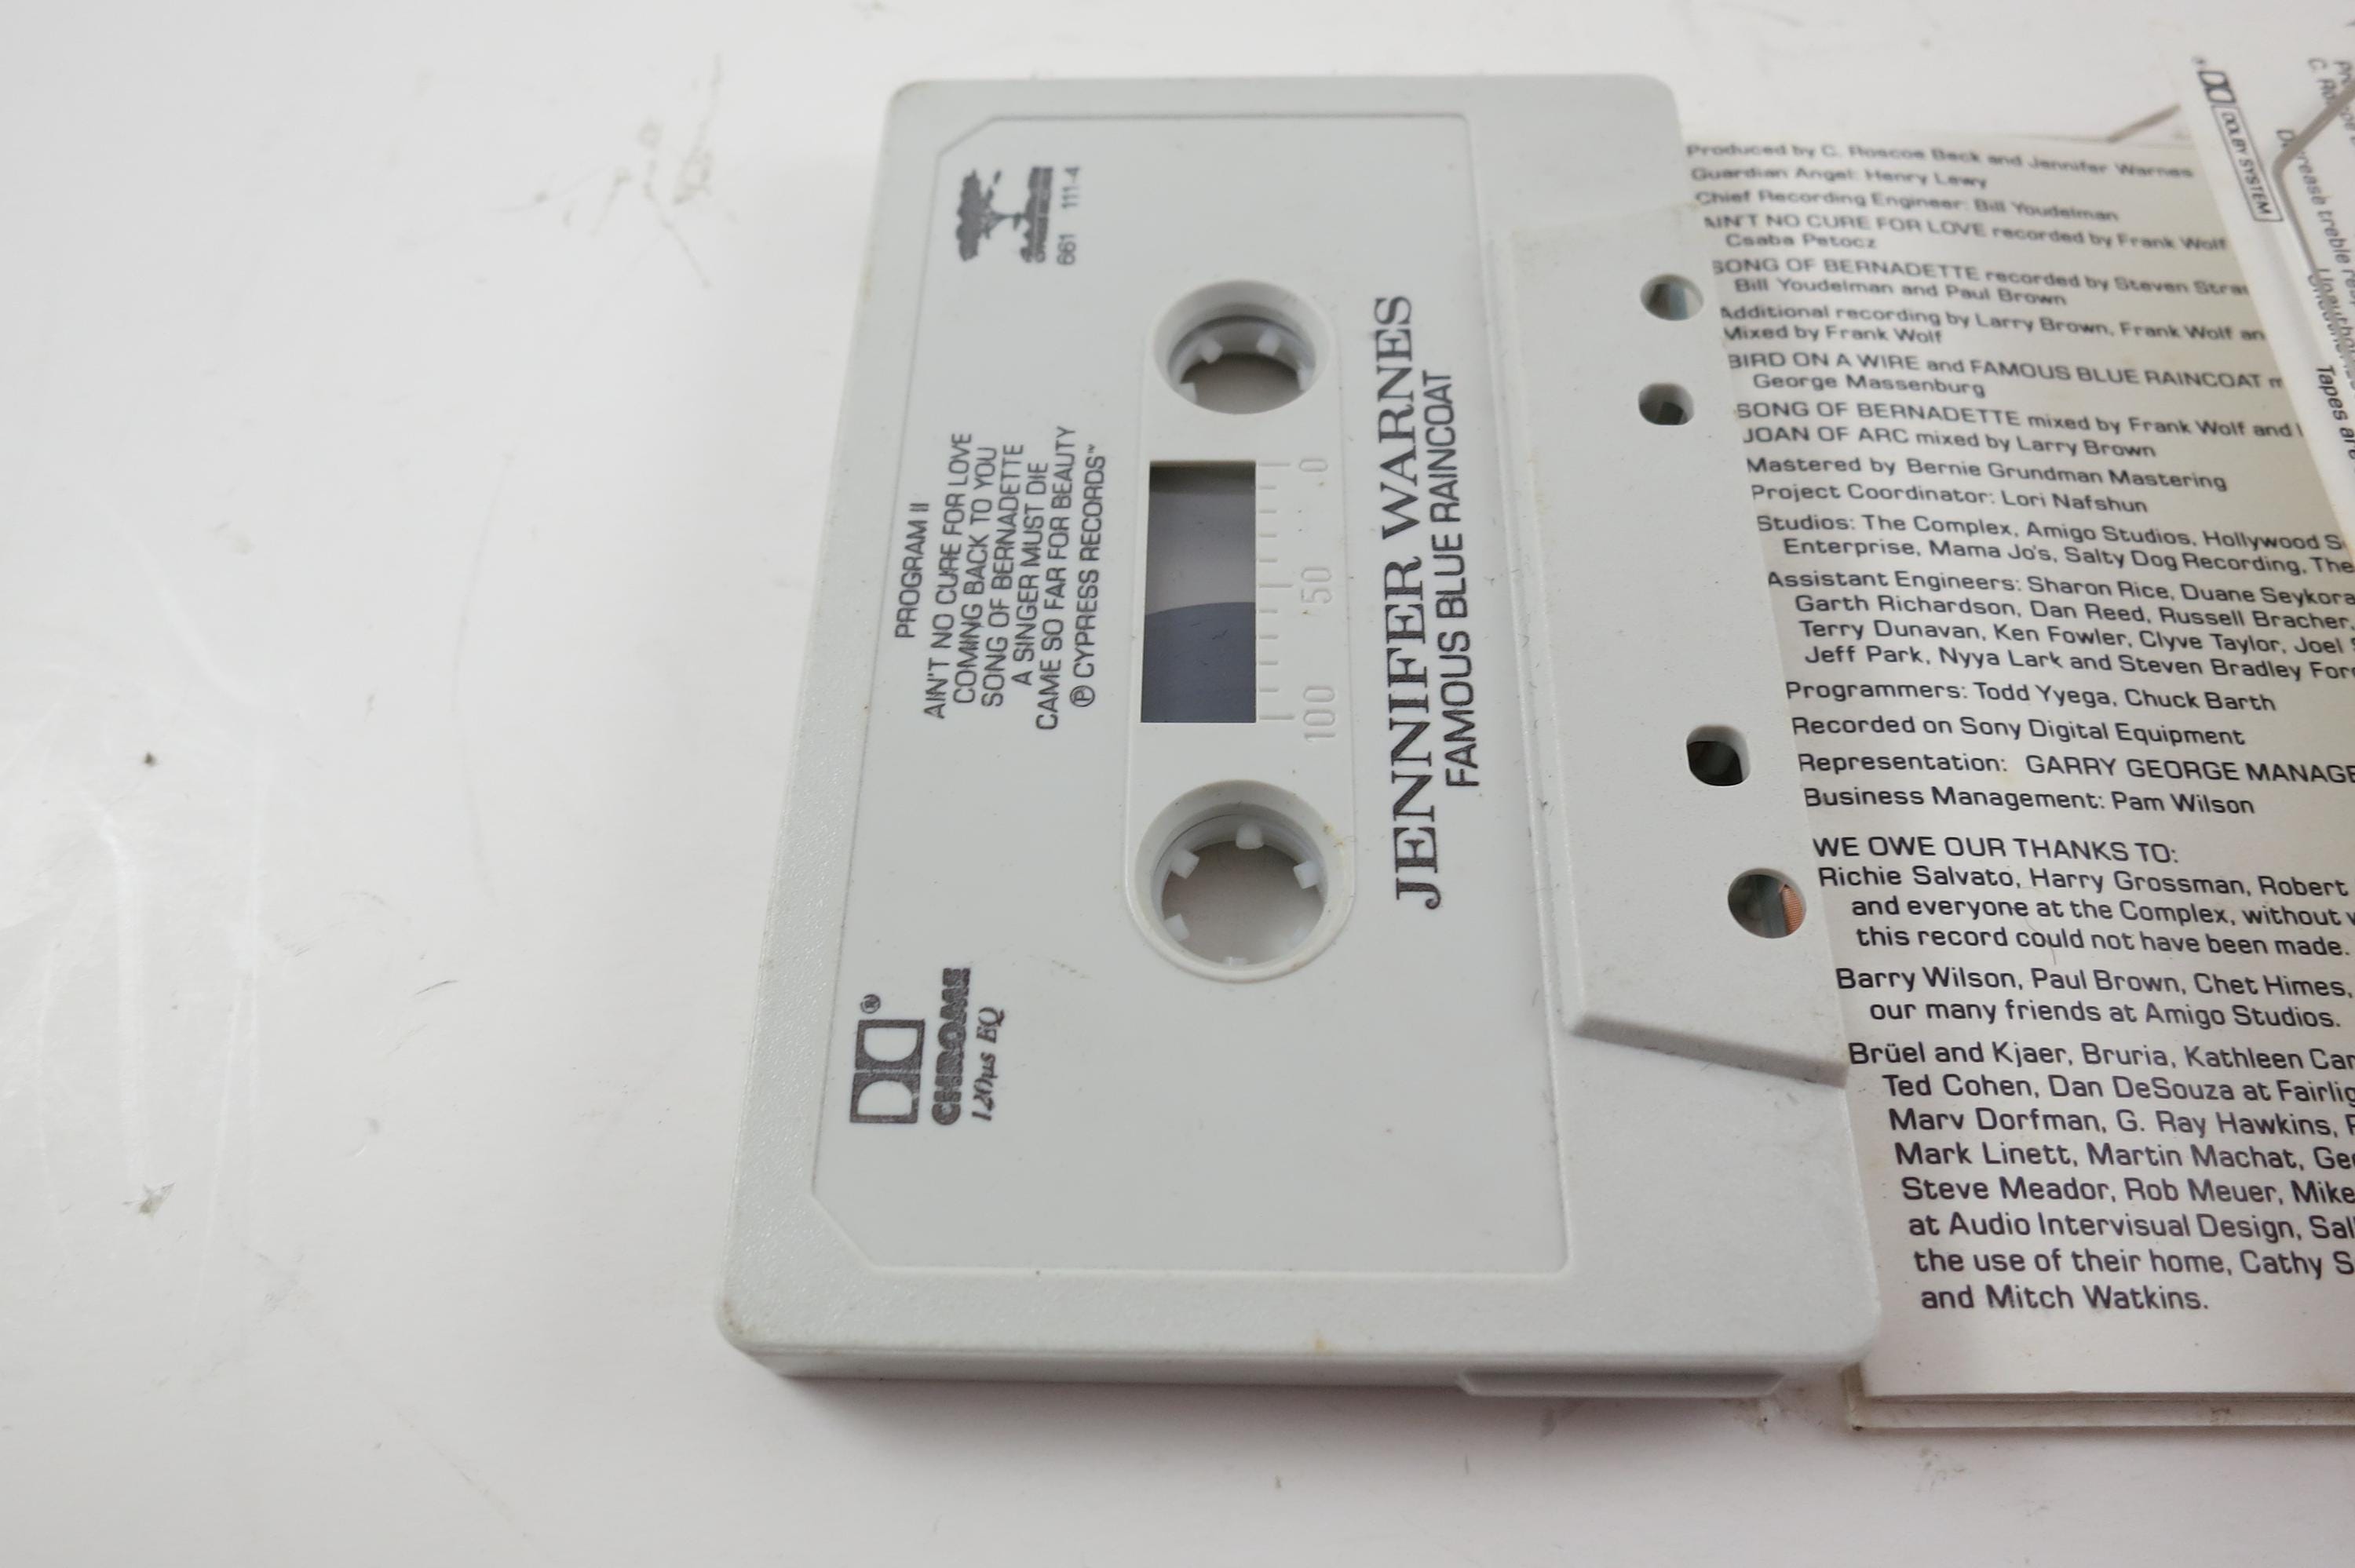 PROGRAM II
AIN'T NO CURE FOR LOVE
COMING BACK TO YOU
SONG OF BERNADETTE
A SINGER MUST DIE
CAME SO FAR FOR BEAUTY
℗ CYPRESS RECORDS™
661 111-4
®
CHROME
120µs EQ
0
50
100
JENNIFER WARNES
FAMOUS BLUE RAINCOAT
Produced by C. Roscoe Beck and Jennifer Warnes
Guardian Angel: Henry Lewy
Chief Recording Engineer: Bill Youdelman
AIN'T NO CURE FOR LOVE recorded by Frank Wolf
Csaba Petocz
SONG OF BERNADETTE recorded by Steven
Bill Youdelman and Paul Brown
Additional recording by Larry Brown, Frank Wolf
Mixed by Frank Wolf
BIRD ON A WIRE and FAMOUS BLUE RAINCOAT
George Massenburg
SONG OF BERNADETTE mixed by Frank Wolf and
JOAN OF ARC mixed by Larry Brown
Mastered by Bernie Grundman Mastering
Project Coordinator: Lori Nafshun
Studios: The Complex, Amigo Studios, Hollywood
Enterprise, Mama Jo's, Salty Dog Recording, The
Assistant Engineers: Sharon Rice, Duane Seykora
Garth Richardson, Dan Reed, Russell Bracher,
Terry Dunavan, Ken Fowler, Clyve Taylor, Joel
Jeff Park, Nyya Lark and Steven Bradley
Programmers: Todd Yyega, Chuck Barth
Recorded on Sony Digital Equipment
Representation: GARRY GEORGE
Business Management: Pam Wilson
WE OWE OUR THANKS TO:
Richie Salvato, Harry Grossman, Robert
and everyone at the Complex, without
this record could not have been made.
Barry Wilson, Paul Brown, Chet Himes,
our many friends at Amigo Studios.
Brüel and Kjaer, Bruria, Kathleen
Ted Cohen, Dan DeSouza at
Marv Dorfman, G. Ray Hawkins,
Mark Linett, Martin Machat,
Steve Meador, Rob Meuer, Mike
at Audio Intervisual Design,
the use of their home, Cathy
and Mitch Watkins.
DOLBY SYSTEM
treble
Tapes